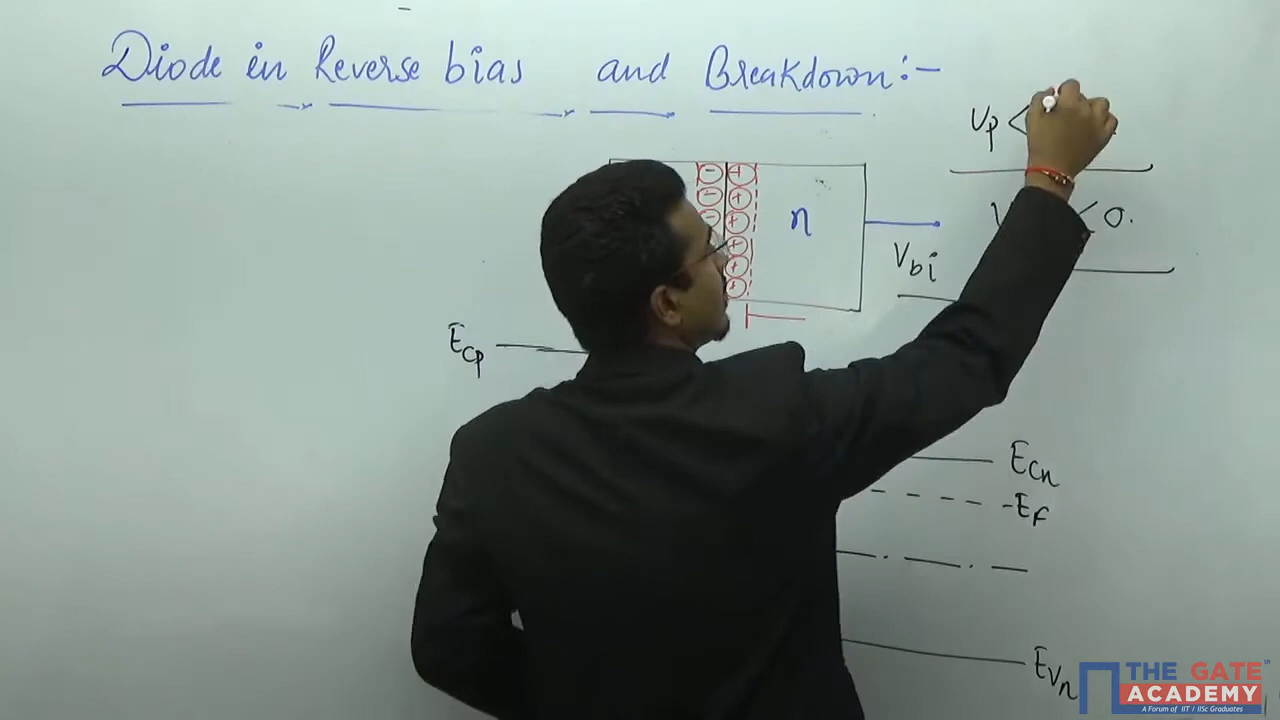 Diode in Reverse bias and Breakdown:-
Vp <
- +
- +
- + n < 0.
+
+ Vbi
+
Ecp
Ecn
-EF
Evn
THE GATE
ACADEMY
A Forum of IIT / IISc Graduates